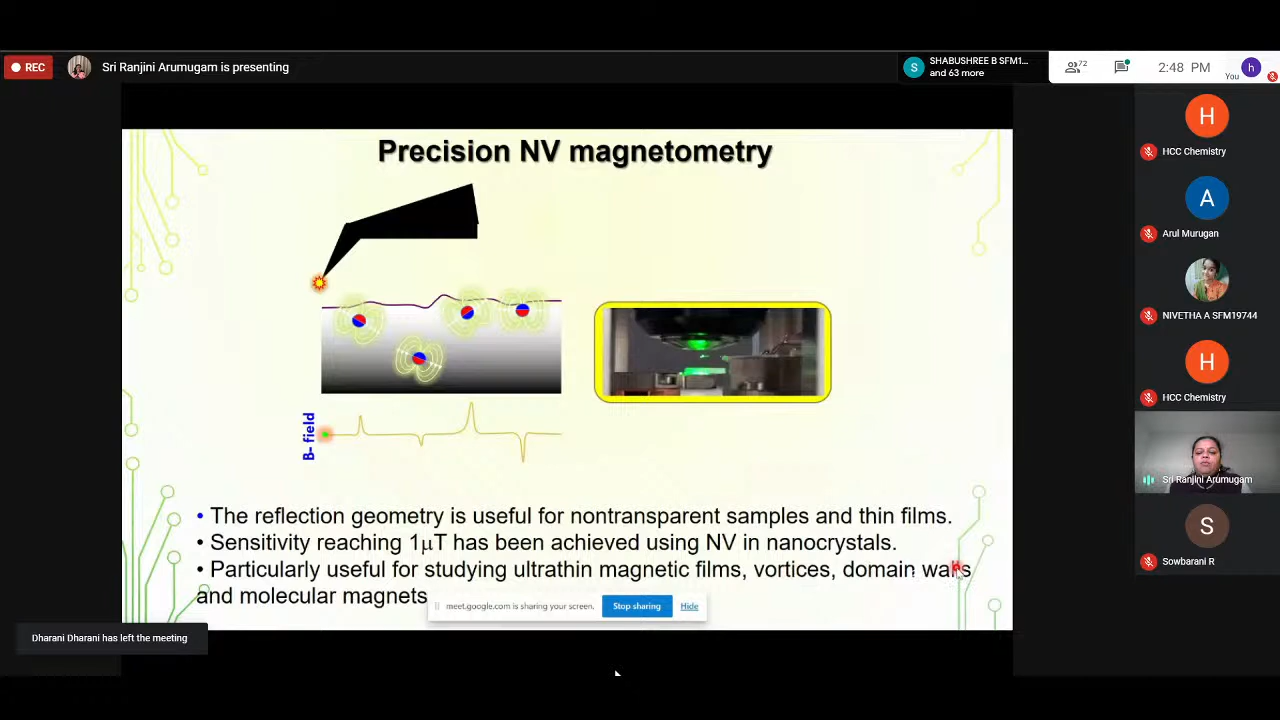 REC
Sri Ranjini Arumugam is presenting
S
SHABUSHREE B SFM1...
and 63 more
72
2:48 PM
You
h
Precision NV magnetometry
B- field
• The reflection geometry is useful for nontransparent samples and thin films.
• Sensitivity reaching 1μT has been achieved using NV in nanocrystals.
• Particularly useful for studying ultrathin magnetic films, vortices, domain walls
and molecular magnets
meet.google.com is sharing your screen.
Stop sharing
Hide
Dharani Dharani has left the meeting
H
HCC Chemistry
A
Arul Murugan
NIVETHA A SFM19744
H
HCC Chemistry
Sri Ranjini Arumugam
S
Sowbarani R